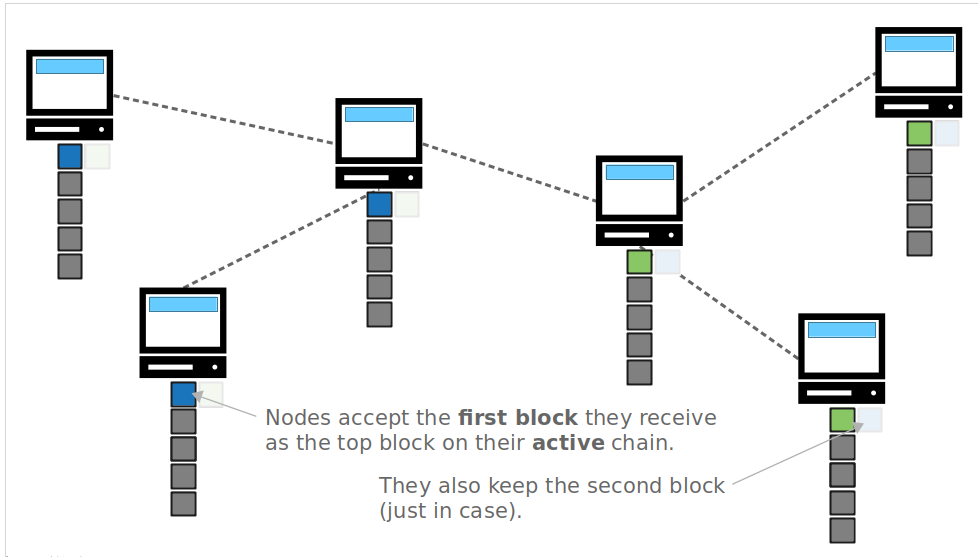 Nodes accept the first block they receive
as the top block on their active chain.
They also keep the second block
(just in case).